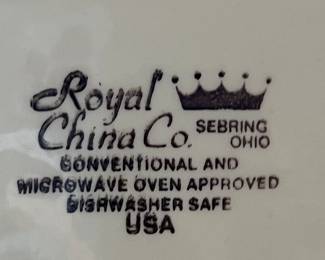 Royal
China Co. SEBRING
OHIO
CONVENTIONAL AND
MICROWAVE OVEN APPROVED
DISHWASHER SAFE
USA